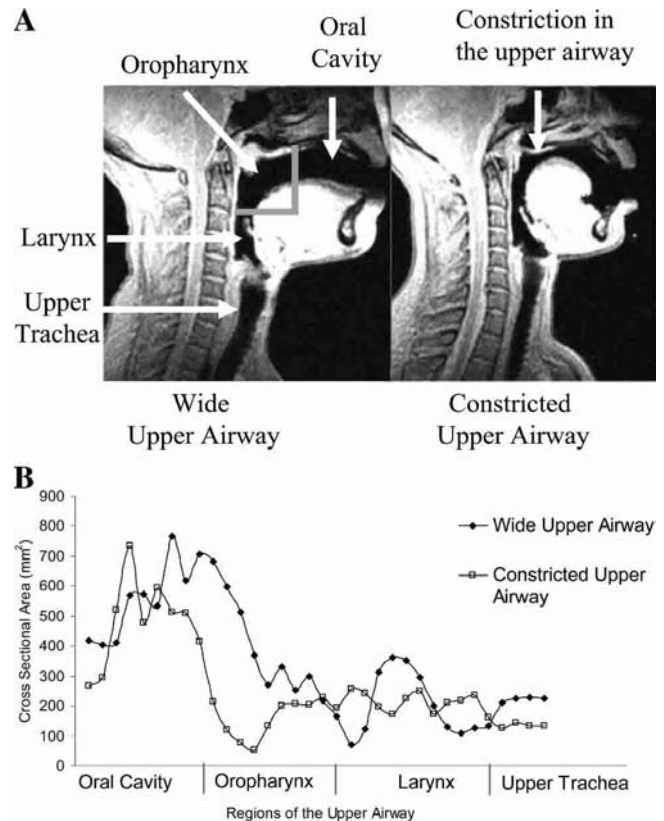 A
Oropharynx
Oral
Cavity
Constriction in
the upper airway
Larynx
Upper
Trachea
Wide
Upper Airway
Constricted
Upper Airway
B
Cross Sectional Area (mm²)
900
800
700
600
500
400
300
200
100
0
Wide Upper Airway
Constricted Upper
Airway
Oral Cavity
Oropharynx
Larynx
Upper Trachea
Regions of the Upper Airway